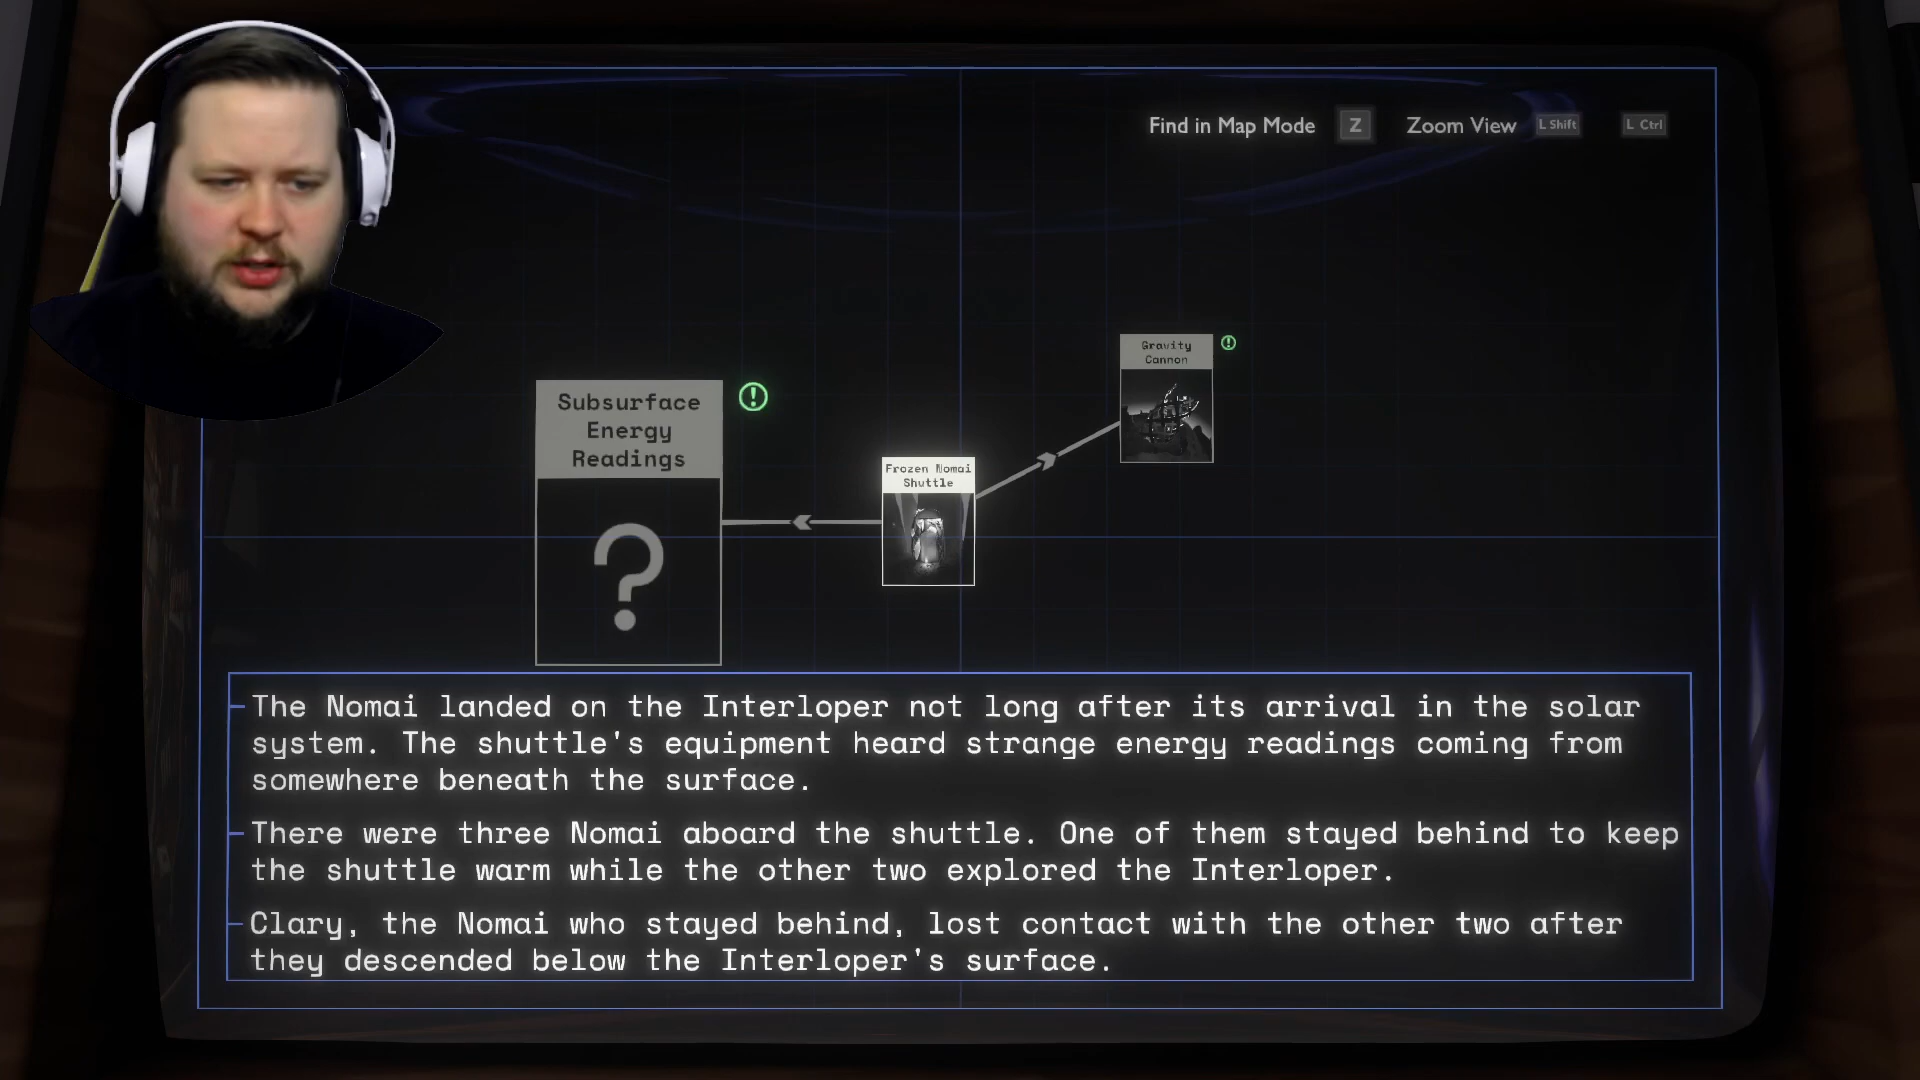 Find in Map Mode Z Zoom View L Shift L Ctrl
Gravity
Cannon
Subsurface
Energy
Readings
?
Frozen Nomai
Shuttle
The Nomai landed on the Interloper not long after its arrival in the solar
system. The shuttle's equipment heard strange energy readings coming from
somewhere beneath the surface.
There were three Nomai aboard the shuttle. One of them stayed behind to keep
the shuttle warm while the other two explored the Interloper.
Clary, the Nomai who stayed behind, lost contact with the other two after
they descended below the Interloper's surface.